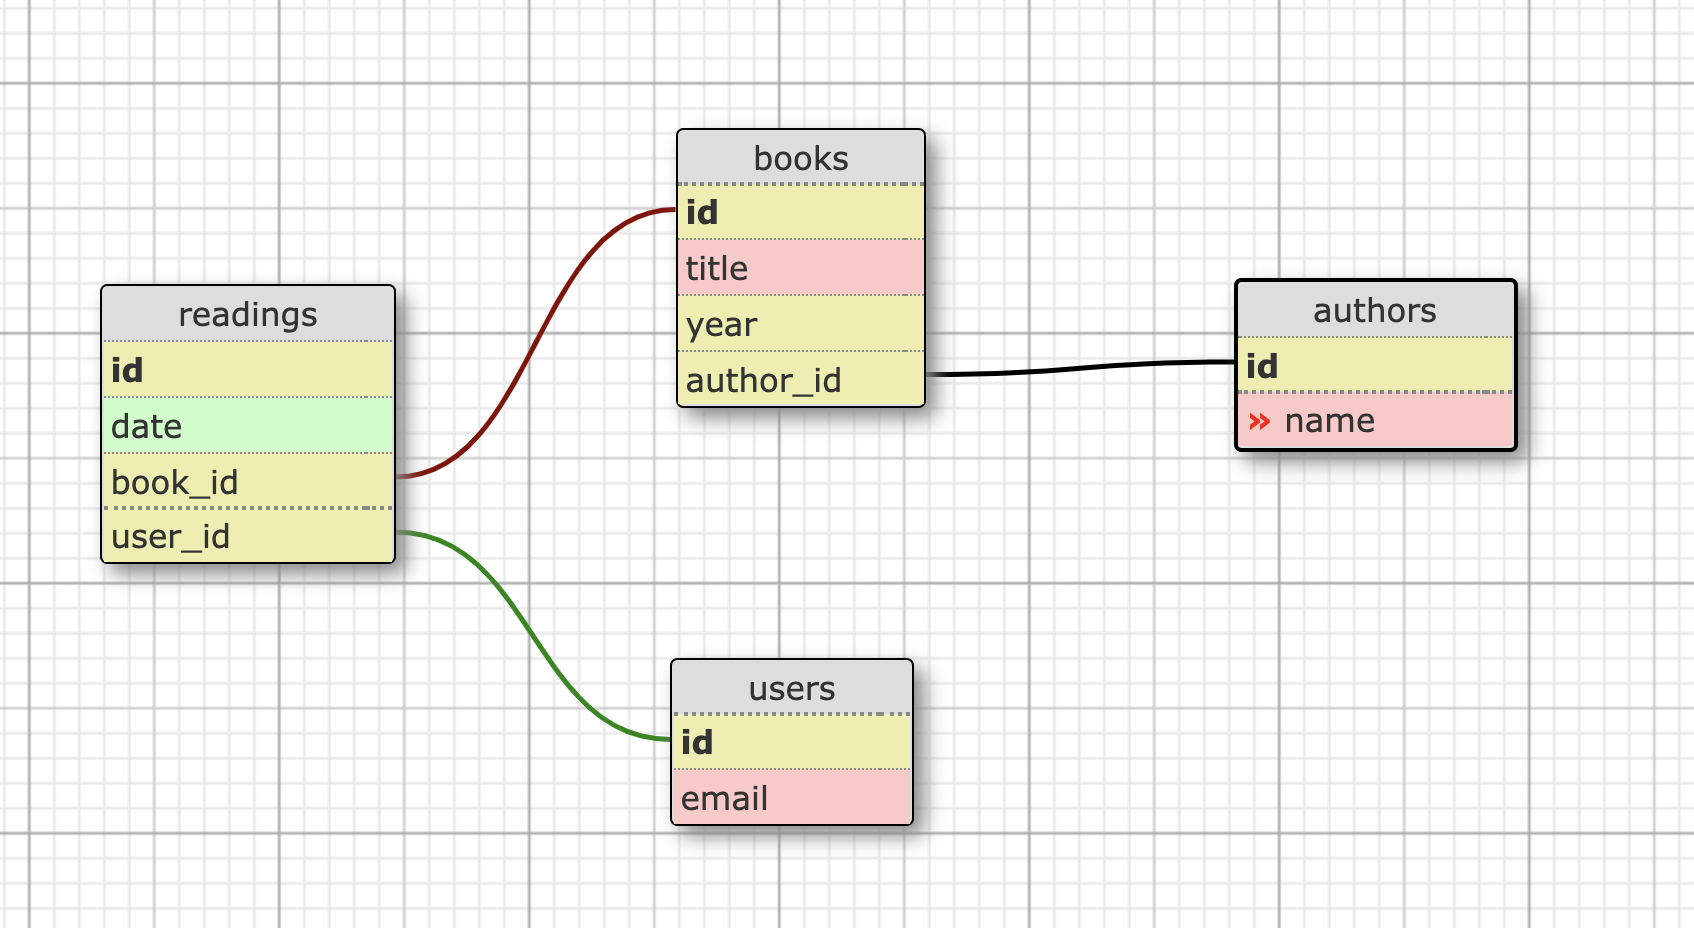 books
id
title
year
author_id
readings
id
date
book_id
user_id
authors
id
» name
users
id
email